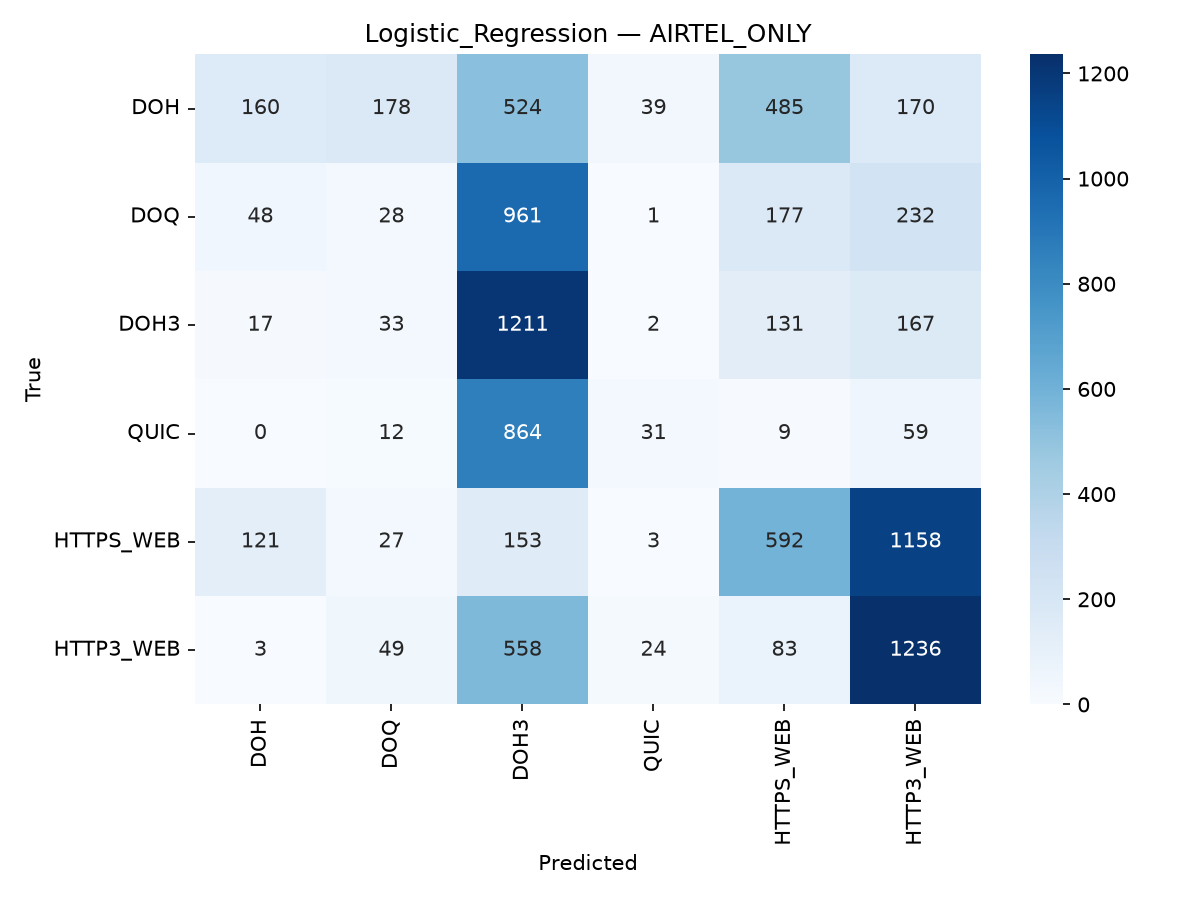 Logistic_Regression — AIRTEL_ONLY
DOH 160 178 524 39 485 170
DOQ 48 28 961 1 177 232
DOH3 17 33 1211 2 131 167
QUIC 0 12 864 31 9 59
HTTPS_WEB 121 27 153 3 592 1158
HTTP3_WEB 3 49 558 24 83 1236
True
DOH DOQ DOH3 QUIC HTTPS_WEB HTTP3_WEB
Predicted
1200
1000
800
600
400
200
0